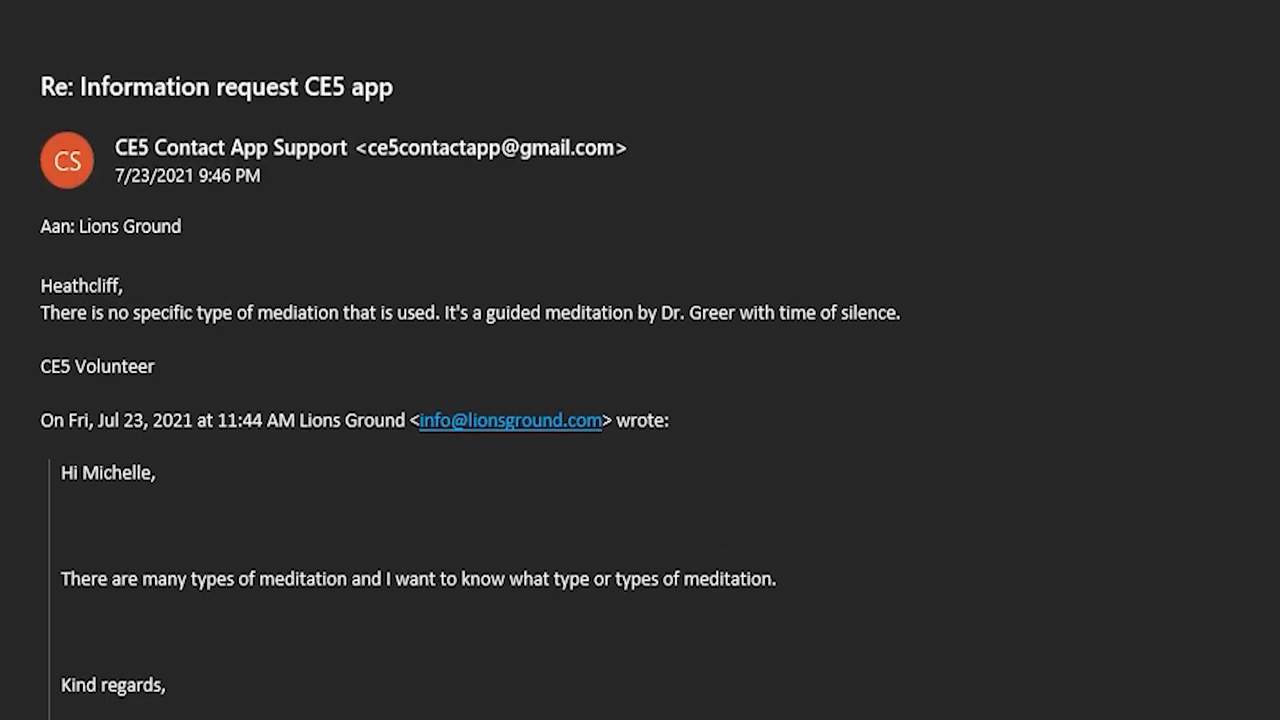 Re: Information request CE5 app
CS
CE5 Contact App Support <ce5contactapp@gmail.com>
7/23/2021 9:46 PM
Aan: Lions Ground
Heathcliff,
There is no specific type of mediation that is used. It's a guided meditation by Dr. Greer with time of silence.
CE5 Volunteer
On Fri, Jul 23, 2021 at 11:44 AM Lions Ground <info@lionsground.com> wrote:
Hi Michelle,
There are many types of meditation and I want to know what type or types of meditation.
Kind regards,